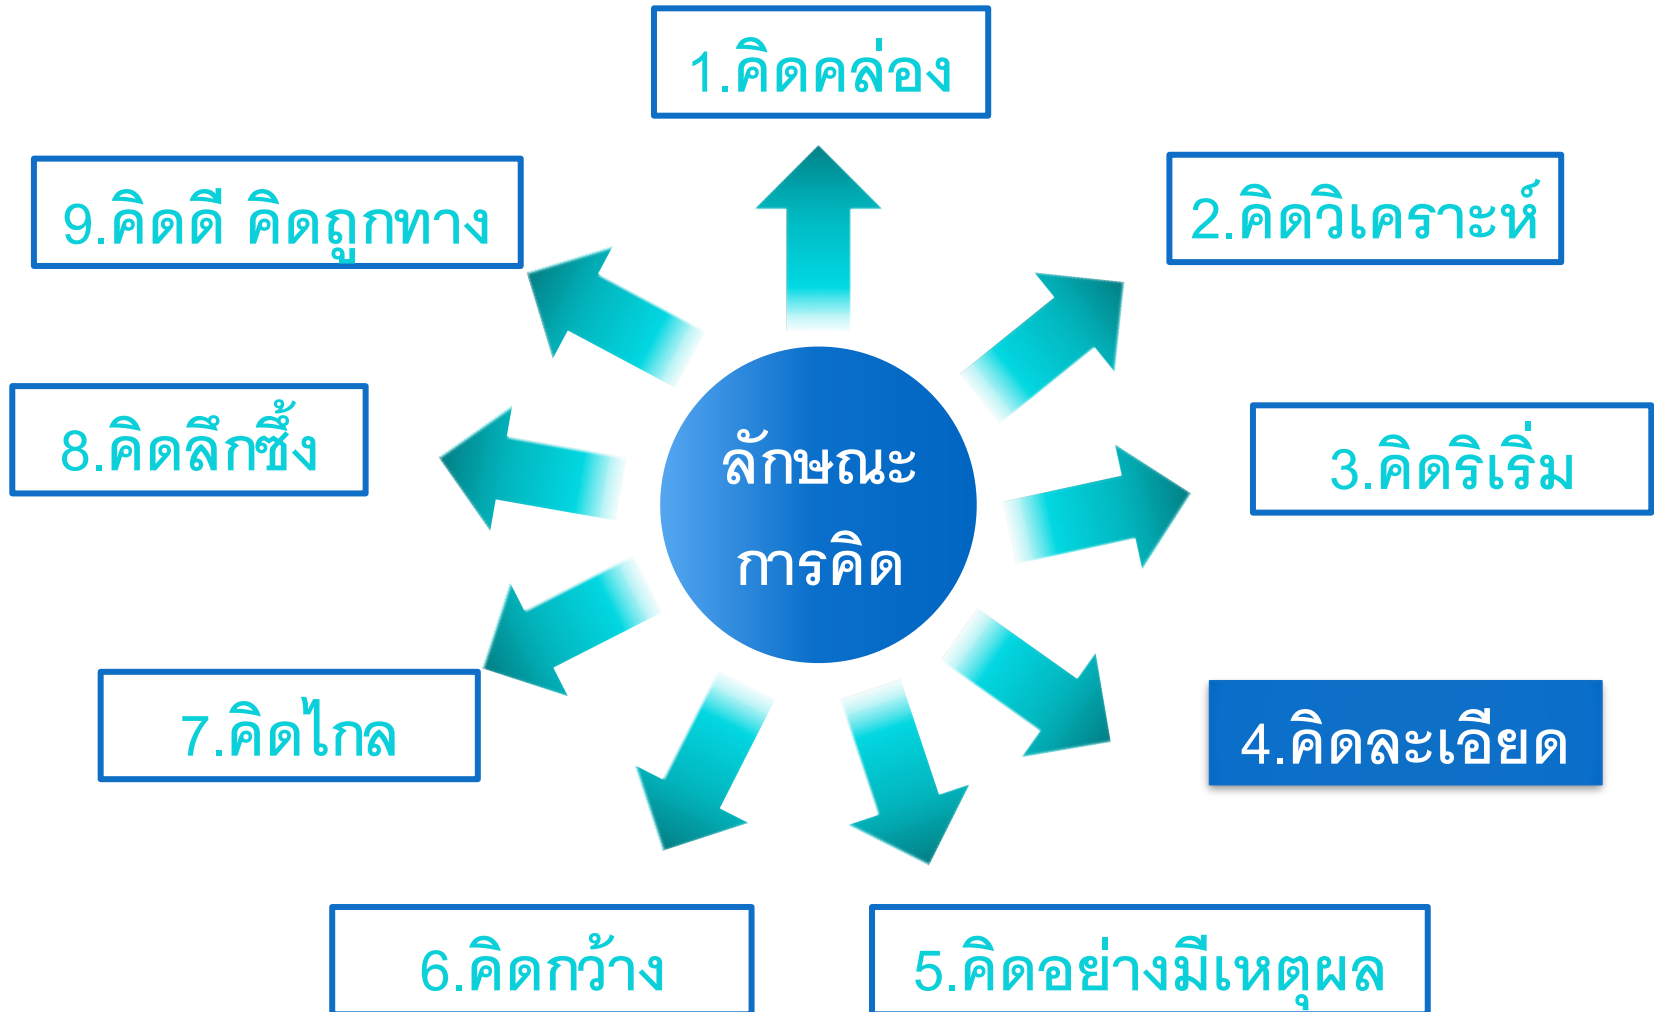 1.คิดคล่อง
2.คิดวิเคราะห์
3.คิดริเริ่ม
4.คิดละเอียด
5.คิดอย่างมีเหตุผล
6.คิดกว้าง
7.คิดไกล
8.คิดลึกซึ้ง
9.คิดดี คิดถูกทาง
ลักษณะ
การคิด